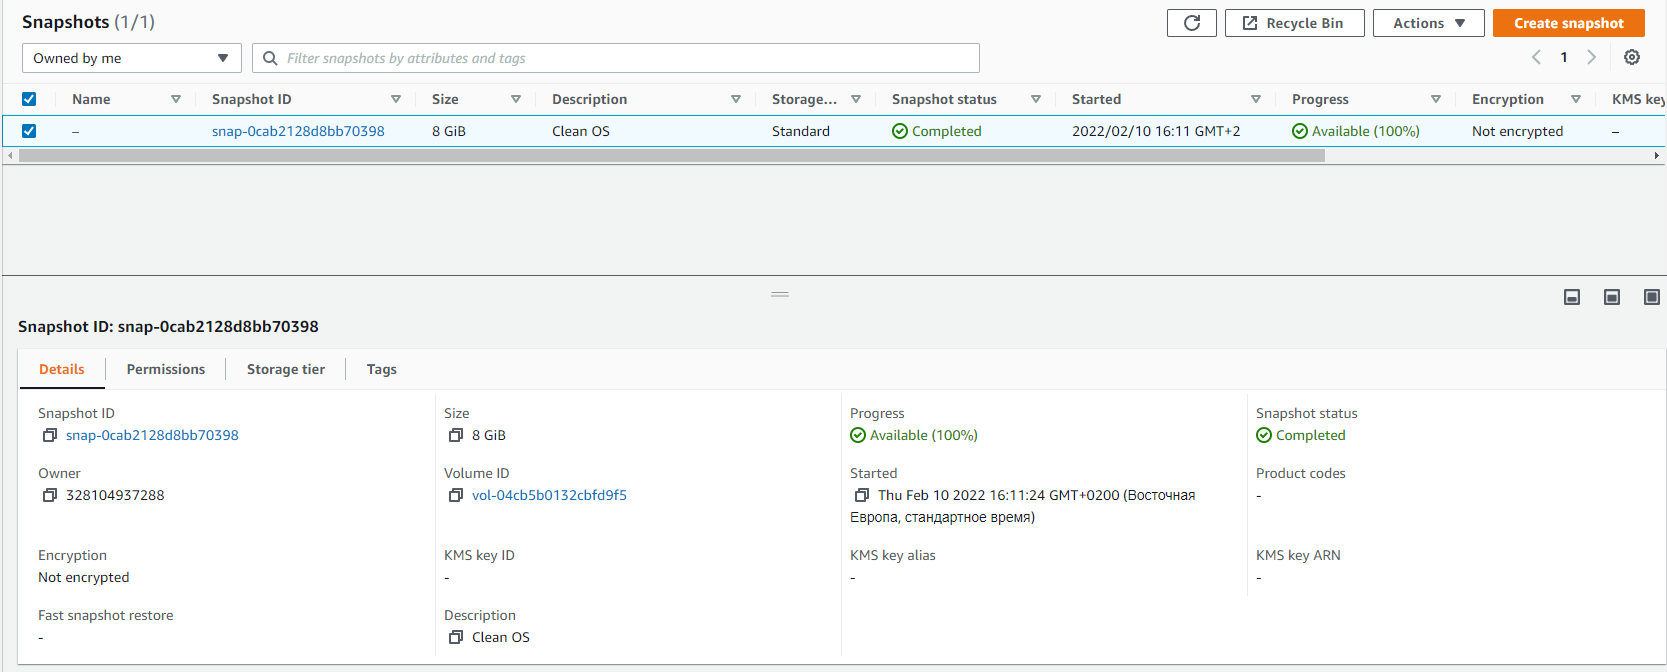 Snapshots (1/1)
Recycle Bin
Actions
Create snapshot
Owned by me
Filter snapshots by attributes and tags
1
Name Snapshot ID Size Description Storage... Snapshot status Started Progress Encryption KMS key
– snap-0cab2128d8bb70398 8 GiB Clean OS Standard Completed 2022/02/10 16:11 GMT+2 Available (100%) Not encrypted –
Snapshot ID: snap-0cab2128d8bb70398
Details Permissions Storage tier Tags
Snapshot ID
snap-0cab2128d8bb70398
Size
8 GiB
Progress
Available (100%)
Snapshot status
Completed
Owner
328104937288
Volume ID
vol-04cb5b0132cbfd9f5
Started
Thu Feb 10 2022 16:11:24 GMT+0200 (Восточная
Европа, стандартное время)
Product codes
-
Encryption
Not encrypted
KMS key ID
-
KMS key alias
-
KMS key ARN
-
Fast snapshot restore
-
Description
Clean OS